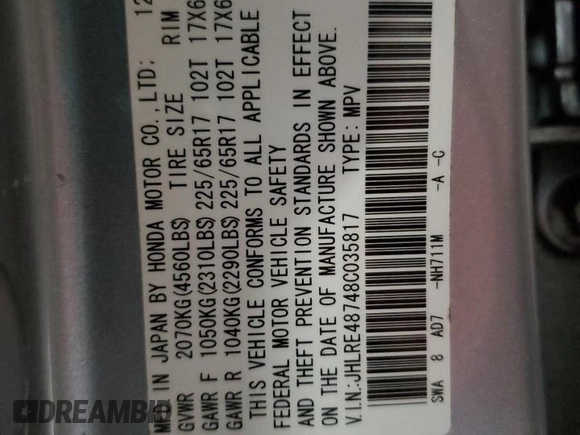 MFD IN JAPAN BY HONDA MOTOR CO.,LTD; 12
GVWR 2070KG(4560LBS) TIRE SIZE RIM
GAWR F 1050KG(2310LBS) 225/65R17 102T 17X6
GAWR R 1040KG(2290LBS) 225/65R17 102T 17X6
THIS VEHICLE CONFORMS TO ALL APPLICABLE
FEDERAL MOTOR VEHICLE SAFETY
AND THEFT PREVENTION STANDARDS IN EFFECT
ON THE DATE OF MANUFACTURE SHOWN ABOVE.
V.I.N.:JHLRE48748C035817 TYPE: MPV
SWA 8 AD7 -NH711M -A -C
DREAMBID